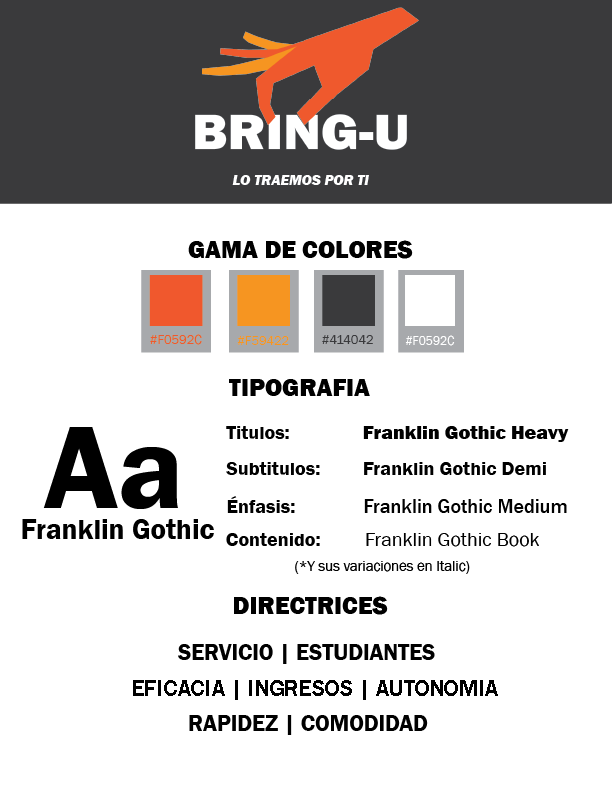 BRING-U
LO TRAEMOS POR TI
GAMA DE COLORES
#F0592C #414042 #F0592C
TIPOGRAFIA
Aa
Franklin Gothic
Titulos: Franklin Gothic Heavy
Subtitulos: Franklin Gothic Demi
Énfasis: Franklin Gothic Medium
Contenido: Franklin Gothic Book
(*Y sus variaciones en Italic)
DIRECTRICES
SERVICIO | ESTUDIANTES
EFICACIA | INGRESOS | AUTONOMIA
RAPIDEZ | COMODIDAD